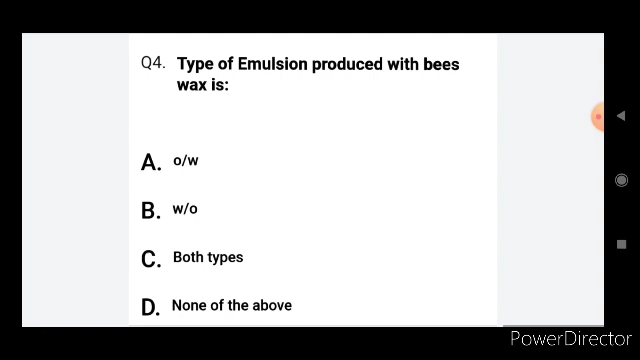 Q4. Type of Emulsion produced with bees
wax is:
A. o/w
B. w/o
C. Both types
D. None of the above
PowerDirector